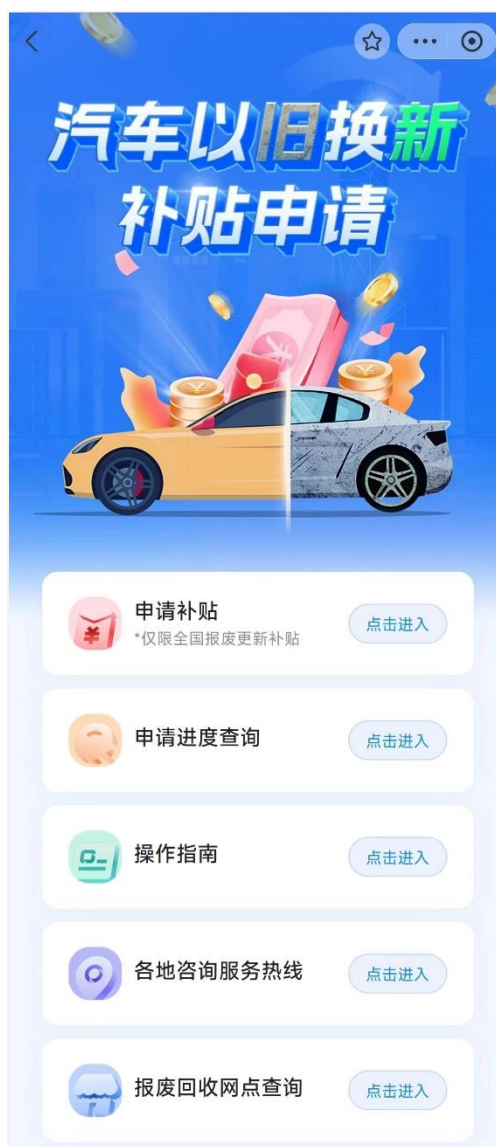 汽车以旧换新
补贴申请
申请补贴
点击进入
*仅限全国报废更新补贴
申请进度查询
点击进入
操作指南
点击进入
各地咨询服务热线
点击进入
报废回收网点查询
点击进入